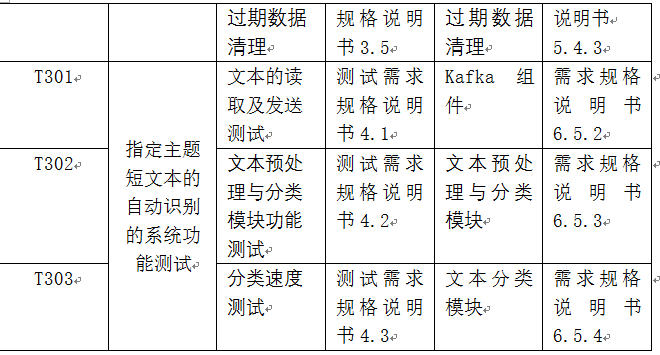 过期数据
清理
规格说明
书 3.5
过期数据
清理
说明书
5.4.3
T301
指定主题
短文本的
自动识别
的系统功
能测试
文本的读
取及发送
测试
测试需求
规格说明
书 4.1
Kafka 组
件
需求规格
说明书
6.5.2
T302
文本预处
理与分类
模块功能
测试
测试需求
规格说明
书 4.2
文本预处
理与分类
模块
需求规格
说明书
6.5.3
T303
分类速度
测试
测试需求
规格说明
书 4.3
文本分类
模块
需求规格
说明书
6.5.4